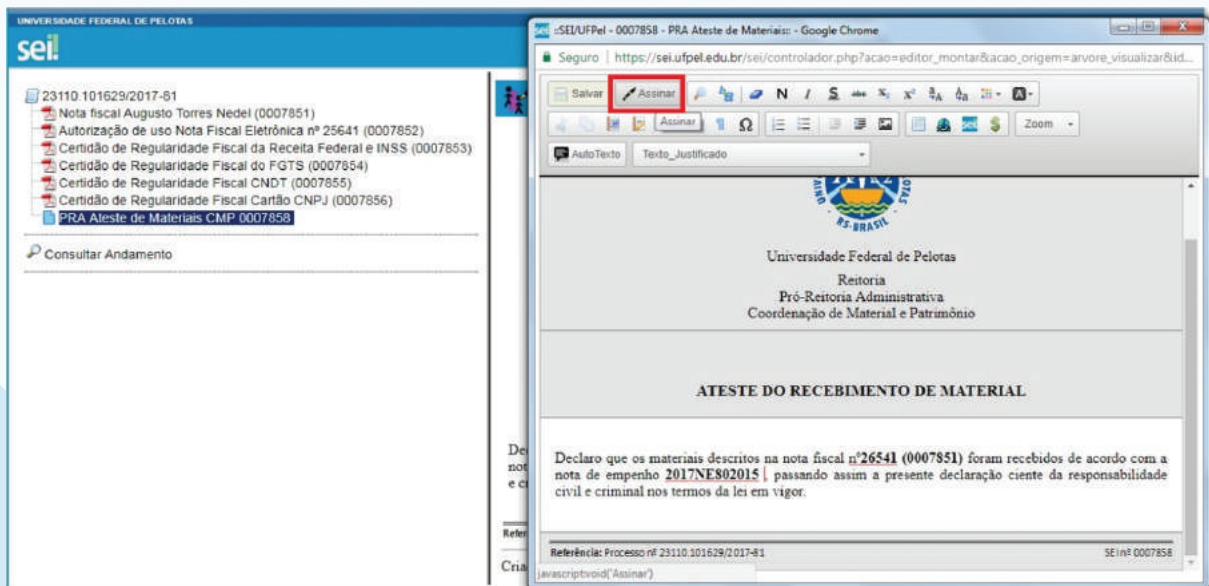 UNIVERSIDADE FEDERAL DE PELOTAS
sei!
23110.101629/2017-81
Nota fiscal Augusto Torres Nedel (0007851)
Autorização de uso Nota Fiscal Eletrônica nº 25641 (0007852)
Certidão de Regularidade Fiscal da Receita Federal e INSS (0007853)
Certidão de Regularidade Fiscal do FGTS (0007854)
Certidão de Regularidade Fiscal CNDT (0007855)
Certidão de Regularidade Fiscal Cartão CNPJ (0007856)
PRA Ateste de Materiais CMP 0007858
Consultar Andamento
De
not
e c
Refer
Cria
::SEI/UFPel - 0007858 - PRA Ateste de Materiais:: - Google Chrome
Seguro | https://sei.ufpel.edu.br/sei/controlador.php?acao=editor_montar&acao_origem=arvore_visualizar&id...
Salvar Assinar N I S abc X₂ X²
Assinar Ω $ Zoom
AutoTexto Texto_Justificado
RS-BRASIL
Universidade Federal de Pelotas
Reitoria
Pró-Reitoria Administrativa
Coordenação de Material e Patrimônio
ATESTE DO RECEBIMENTO DE MATERIAL
Declaro que os materiais descritos na nota fiscal nº26541 (0007851) foram recebidos de acordo com a
nota de empenho 2017NE802015 , passando assim a presente declaração ciente da responsabilidade
civil e criminal nos termos da lei em vigor.
Referência: Processo nº 23110.101629/2017-81 SEI nº 0007858
javascript:void('Assinar')